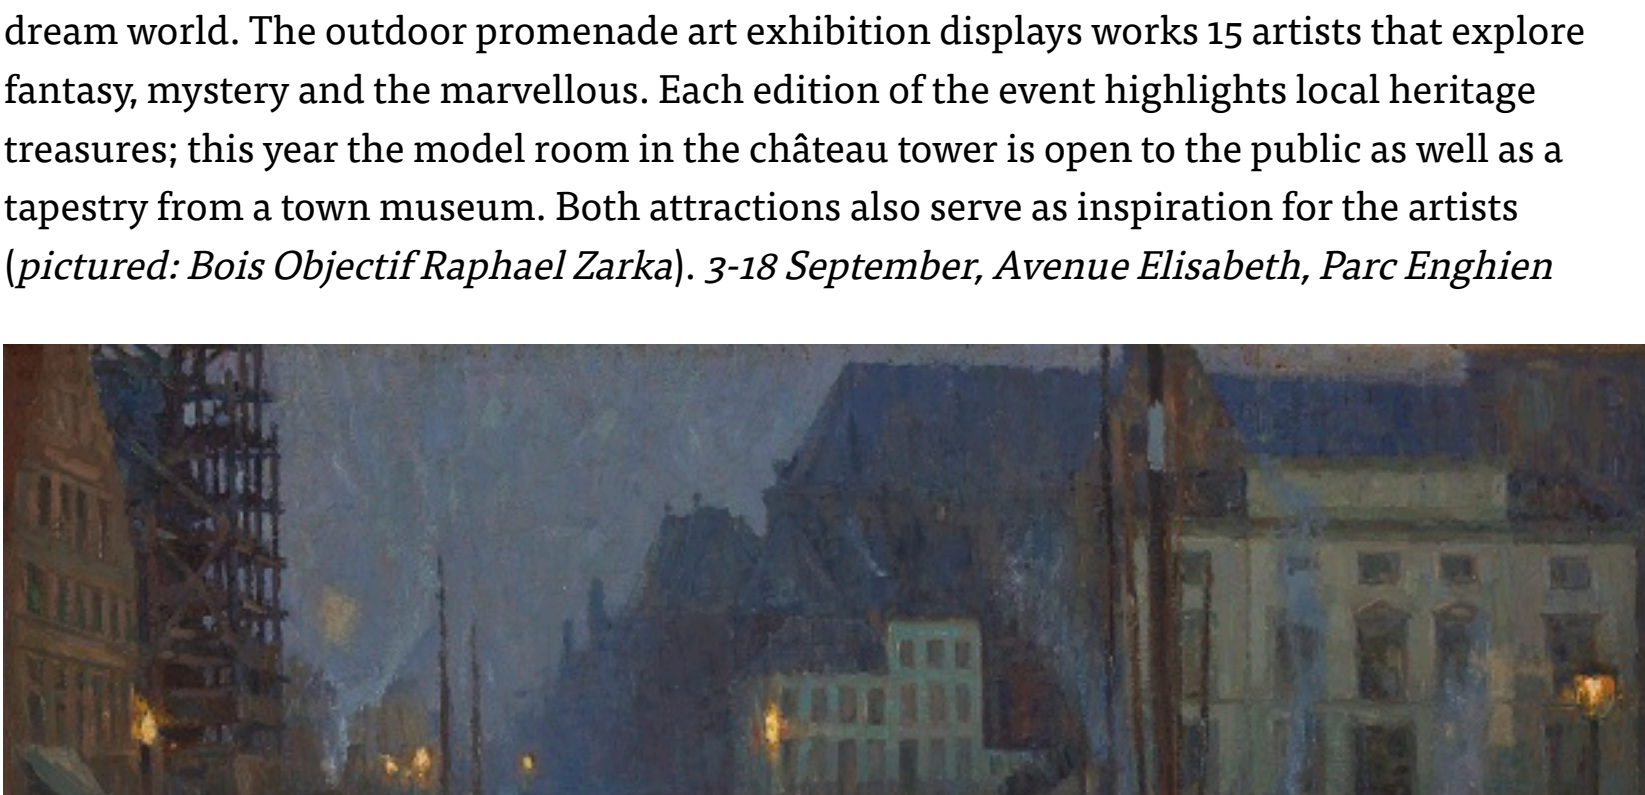 dream world. The outdoor promenade art exhibition displays works 15 artists that explore
fantasy, mystery and the marvellous. Each edition of the event highlights local heritage
treasures; this year the model room in the château tower is open to the public as well as a
tapestry from a town museum. Both attractions also serve as inspiration for the artists
(pictured: Bois Objectif Raphael Zarka). 3-18 September, Avenue Elisabeth, Parc Enghien